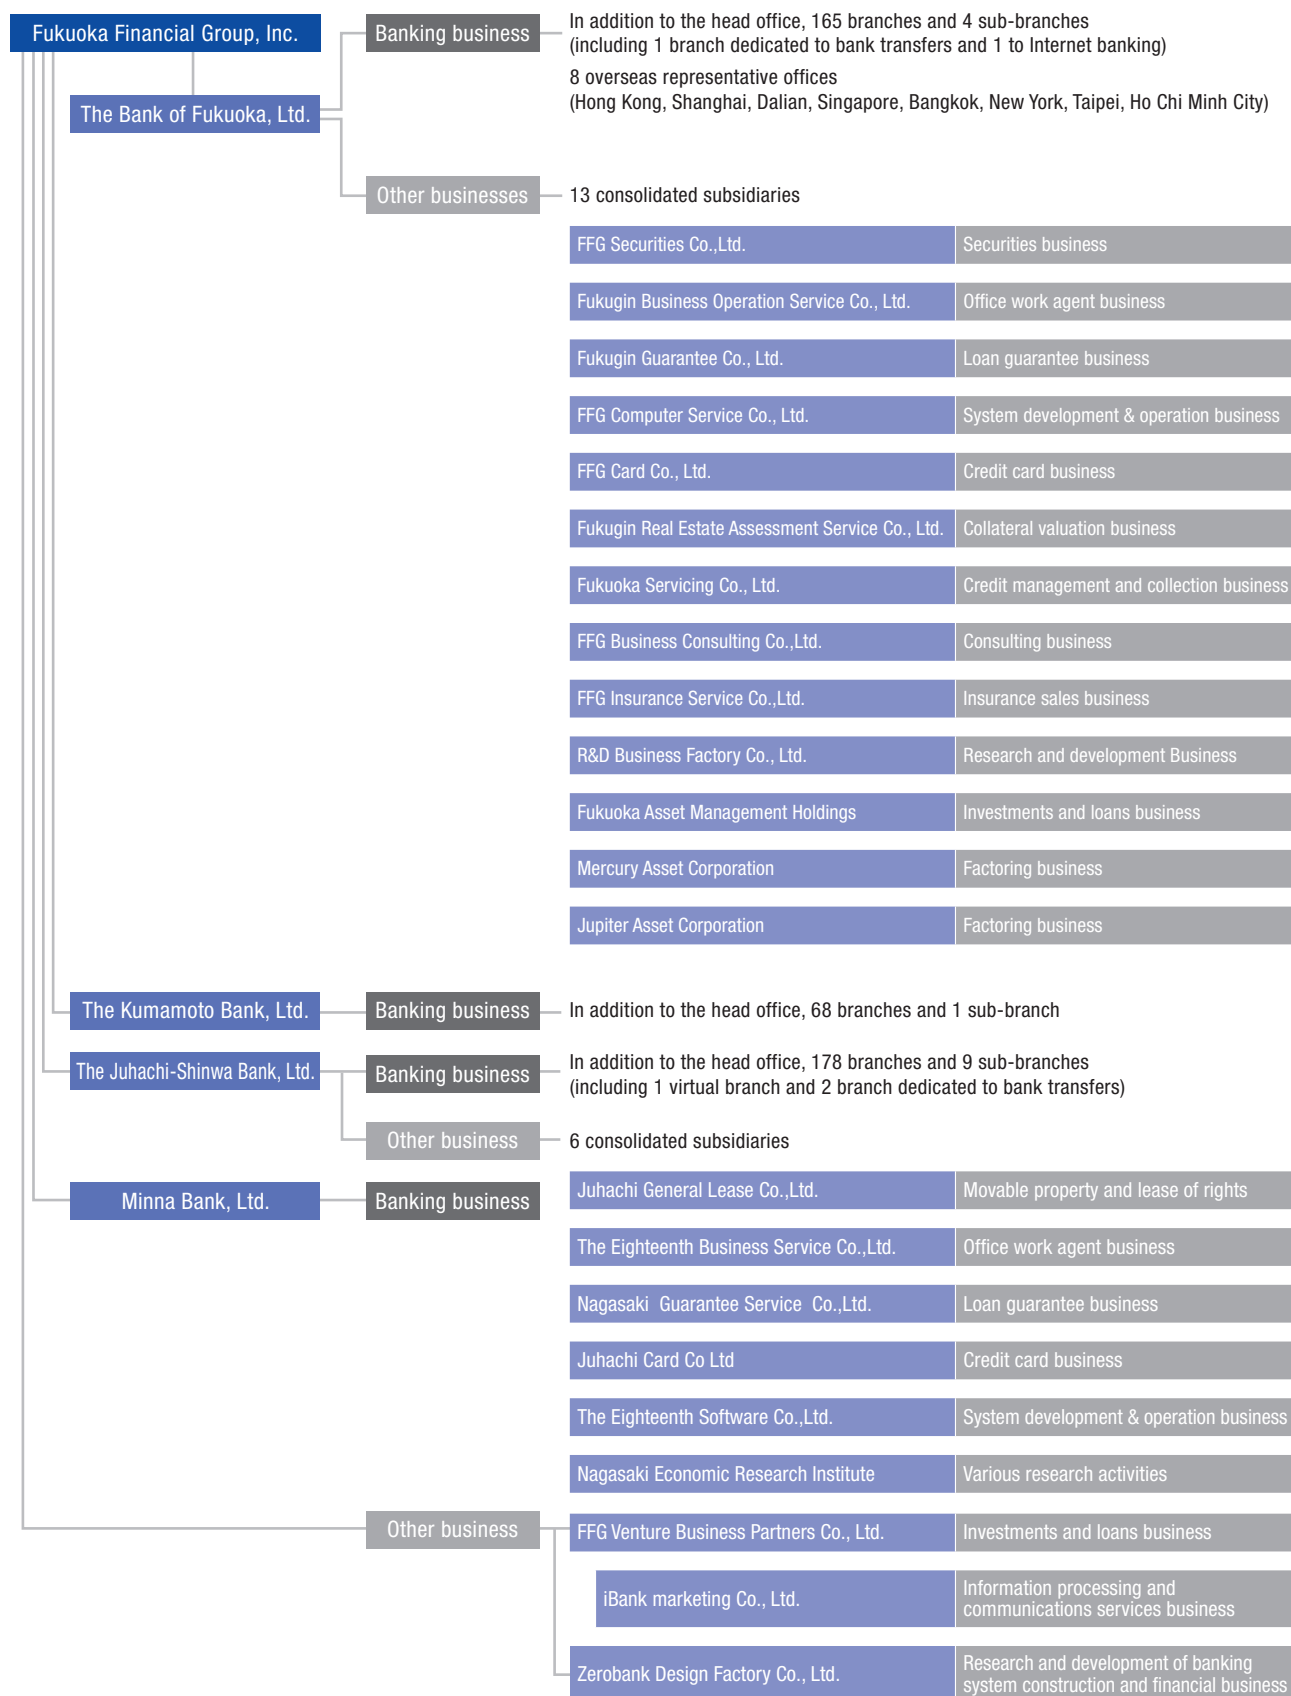 Fukuoka Financial Group, Inc.
Banking business
In addition to the head office, 165 branches and 4 sub-branches
(including 1 branch dedicated to bank transfers and 1 to Internet banking)
8 overseas representative offices
(Hong Kong, Shanghai, Dalian, Singapore, Bangkok, New York, Taipei, Ho Chi Minh City)
The Bank of Fukuoka, Ltd.
Other businesses
13 consolidated subsidiaries
FFG Securities Co.,Ltd.
Securities business
Fukugin Business Operation Service Co., Ltd.
Office work agent business
Fukugin Guarantee Co., Ltd.
Loan guarantee business
FFG Computer Service Co., Ltd.
System development & operation business
FFG Card Co., Ltd.
Credit card business
Fukugin Real Estate Assessment Service Co., Ltd.
Collateral valuation business
Fukuoka Servicing Co., Ltd.
Credit management and collection business
FFG Business Consulting Co.,Ltd.
Consulting business
FFG Insurance Service Co.,Ltd.
Insurance sales business
R&D Business Factory Co., Ltd.
Research and development Business
Fukuoka Asset Management Holdings
Investments and loans business
Mercury Asset Corporation
Factoring business
Jupiter Asset Corporation
Factoring business
The Kumamoto Bank, Ltd.
Banking business
In addition to the head office, 68 branches and 1 sub-branch
The Juhachi-Shinwa Bank, Ltd.
Banking business
In addition to the head office, 178 branches and 9 sub-branches
(including 1 virtual branch and 2 branch dedicated to bank transfers)
Other business
6 consolidated subsidiaries
Minna Bank, Ltd.
Banking business
Juhachi General Lease Co.,Ltd.
Movable property and lease of rights
The Eighteenth Business Service Co.,Ltd.
Office work agent business
Nagasaki Guarantee Service Co.,Ltd.
Loan guarantee business
Juhachi Card Co Ltd
Credit card business
The Eighteenth Software Co.,Ltd.
System development & operation business
Nagasaki Economic Research Institute
Various research activities
Other business
FFG Venture Business Partners Co., Ltd.
Investments and loans business
iBank marketing Co., Ltd.
Information processing and
communications services business
Zerobank Design Factory Co., Ltd.
Research and development of banking
system construction and financial business